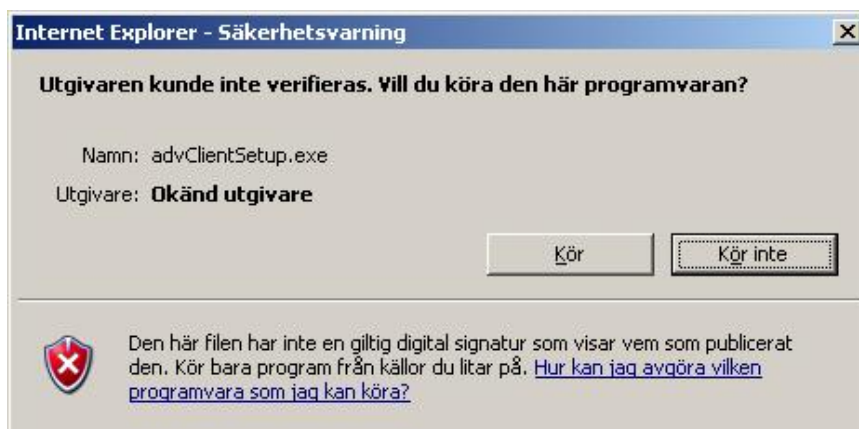 Internet Explorer - Säkerhetsvarning
Utgivaren kunde inte verifieras. Vill du köra den här programvaran?
Namn: advClientSetup.exe
Utgivare: Okänd utgivare
Kör Kör inte
Den här filen har inte en giltig digital signatur som visar vem som publicerat
den. Kör bara program från källor du litar på. Hur kan jag avgöra vilken
programvara som jag kan köra?